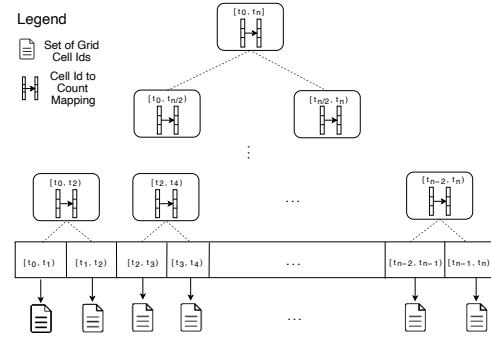 Legend
Set of Grid
Cell Ids
Cell Id to
Count
Mapping
[t0, tn]
[t0, tn/2)
[tn/2, tn)
⋮
[t0, t2)
[t2, t4)
...
[tn−2, tn)
[t0, t1)
[t1, t2)
[t2, t3)
[t3, t4)
...
[tn−2, tn−1)
[tn−1, tn)
...